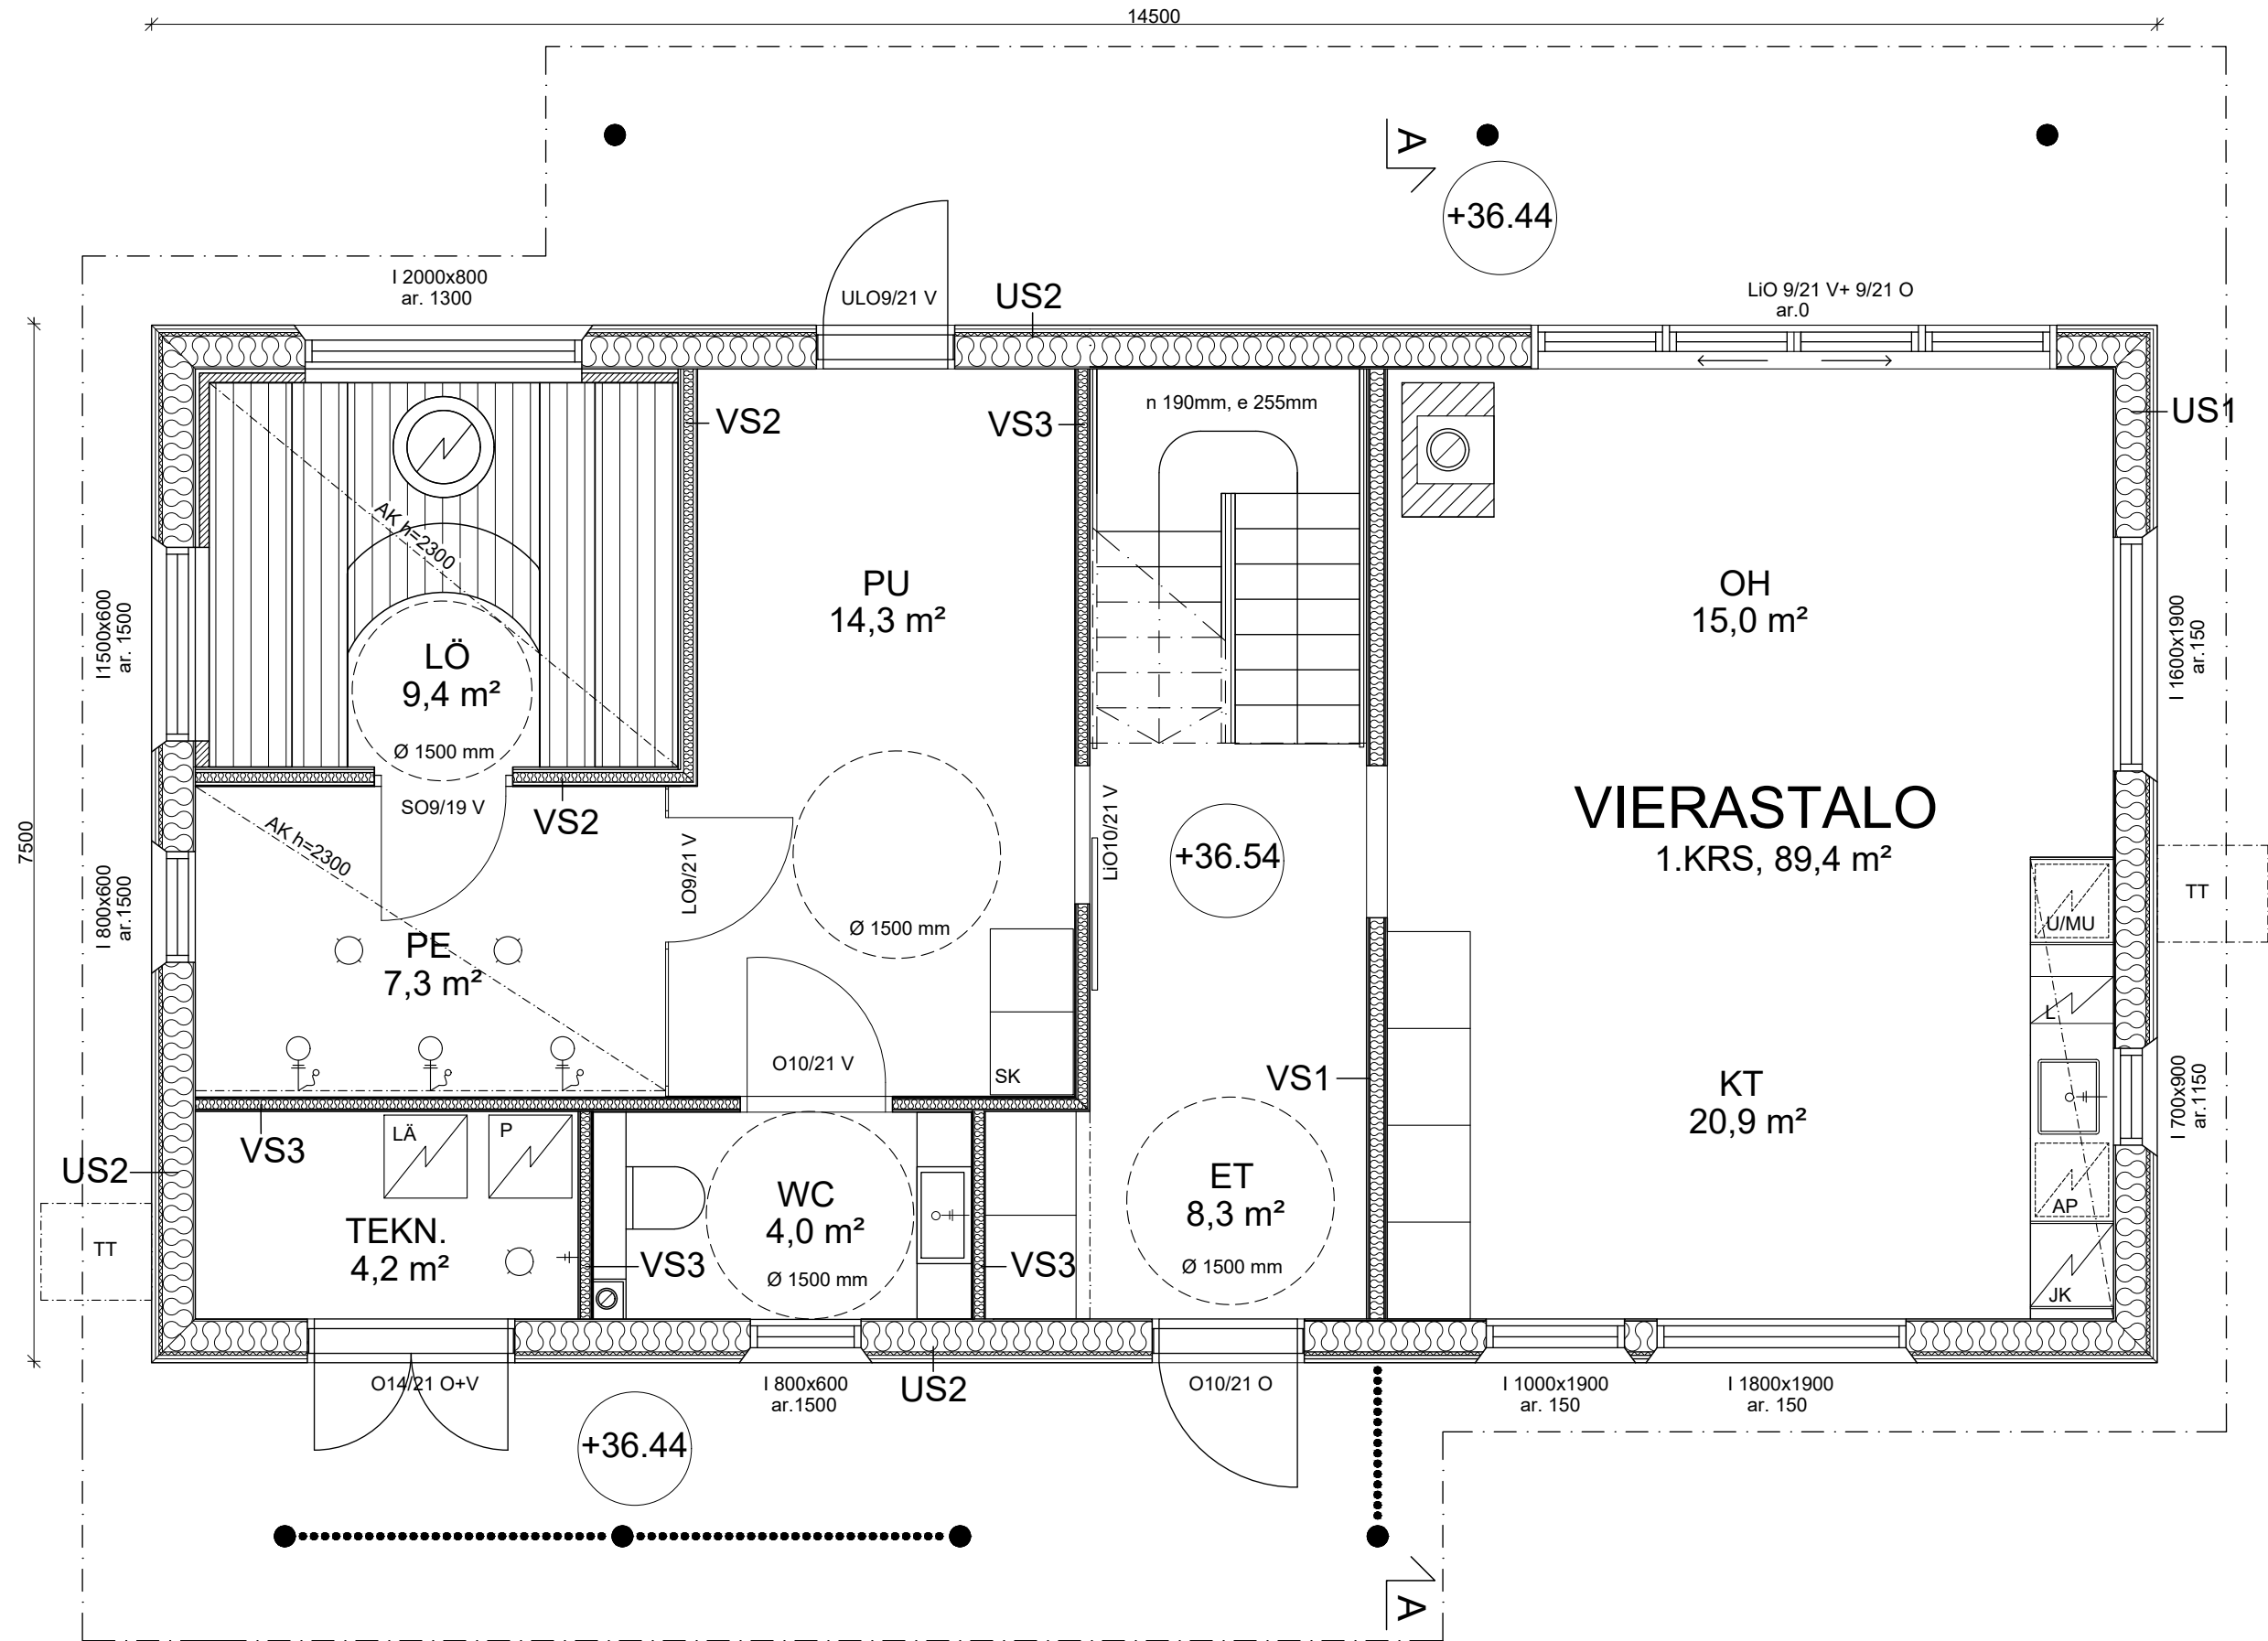 14500
A
+36.44
I 2000x800
ar. 1300
ULO9/21 V
US2
LiO 9/21 V+ 9/21 O
ar.0
VS2
VS3
n 190mm, e 255mm
US1
AK h=2300
I1500x600
ar. 1500
LÖ
9,4 m²
Ø 1500 mm
PU
14,3 m²
OH
15,0 m²
I 1600x1900
ar.150
7500
SO9/19 V
VS2
AK h=2300
LO9/21 V
LiO10/21 V
+36.54
VIERASTALO
1.KRS, 89,4 m²
I 800x600
ar.1500
PE
7,3 m²
Ø 1500 mm
U/MU
TT
L
O10/21 V
SK
VS1
KT
20,9 m²
I 700x900
ar.1150
VS3
LÄ
P
US2
TEKN.
4,2 m²
WC
4,0 m²
Ø 1500 mm
VS3
VS3
ET
8,3 m²
Ø 1500 mm
AP
JK
TT
O14/21 O+V
I 800x600
ar.1500
US2
O10/21 O
I 1000x1900
ar. 150
I 1800x1900
ar. 150
+36.44
A